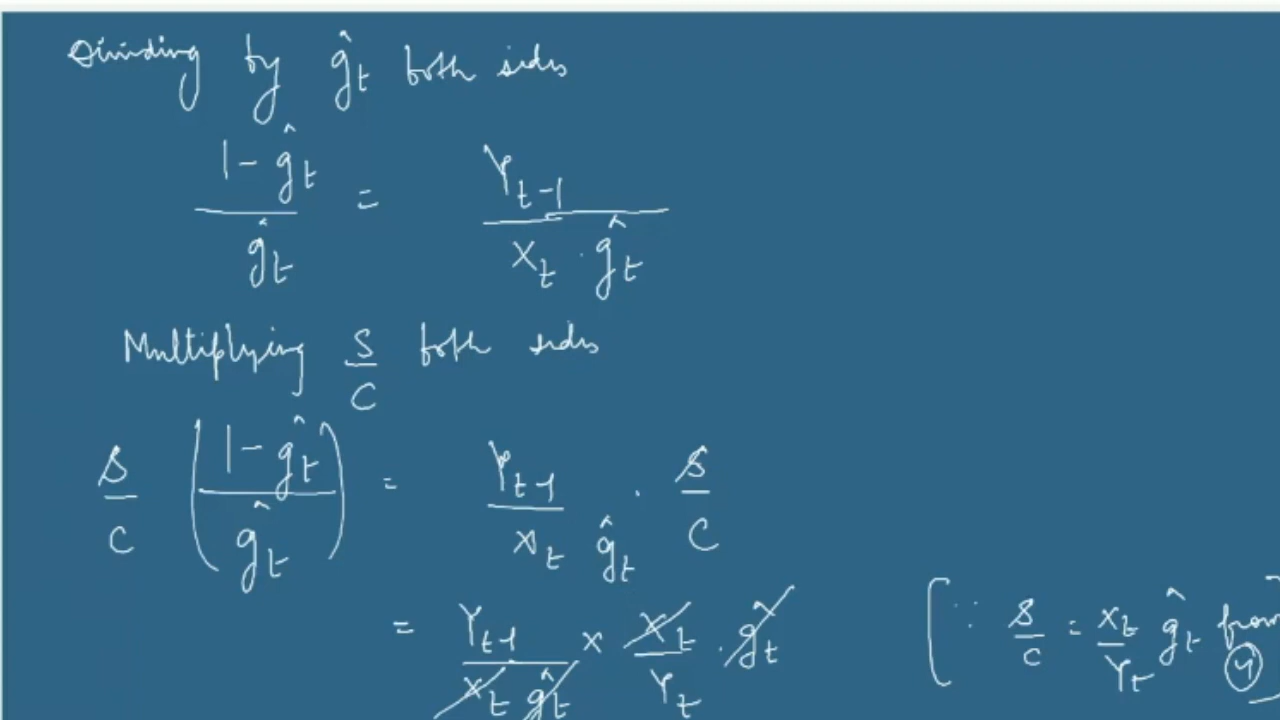 Dividing by ĝt both sides
(1 - ĝt) / ĝt = Yt-1 / (Xt · ĝt)
Multiplying S/C both sides
S/C ((1 - ĝt) / ĝt) = Yt-1 / (Xt ĝt) · S/C
= Yt-1 / (Xt ĝt) × Xt / Yt · ĝt [∵ S/C = Xt/Yt ĝt from (4)]